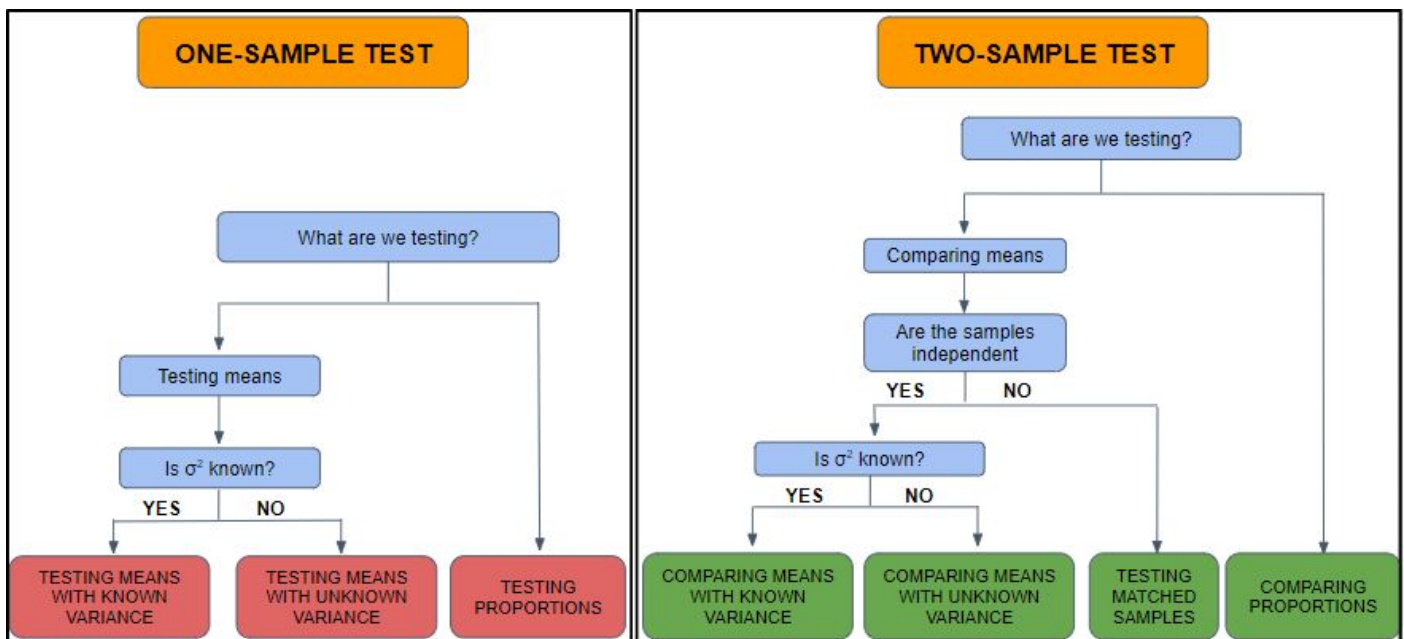 ONE-SAMPLE TEST
What are we testing?
Testing means
Is σ² known?
YES
NO
TESTING MEANS
WITH KNOWN
VARIANCE
TESTING MEANS
WITH UNKNOWN
VARIANCE
TESTING
PROPORTIONS
TWO-SAMPLE TEST
What are we testing?
Comparing means
Are the samples
independent
YES
NO
Is σ² known?
YES
NO
COMPARING MEANS
WITH KNOWN
VARIANCE
COMPARING MEANS
WITH UNKNOWN
VARIANCE
TESTING
MATCHED
SAMPLES
COMPARING
PROPORTIONS